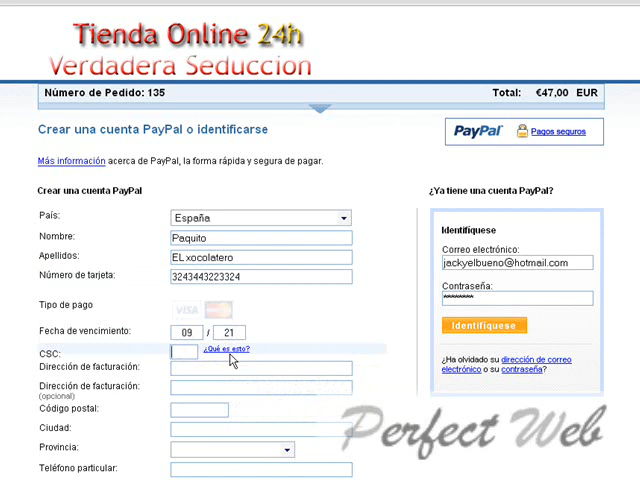 Tienda Online 24h
Verdadera Seduccion
Número de Pedido: 135
Total: €47,00 EUR
Crear una cuenta PayPal o identificarse
PayPal Pagos seguros
Más información acerca de PayPal, la forma rápida y segura de pagar.
Crear una cuenta PayPal
País: España
Nombre: Paquito
Apellidos: EL xocolatero
Número de tarjeta: 3243443223324
Tipo de pago VISA MasterCard
Fecha de vencimiento: 09 / 21
CSC: ¿Qué es esto?
Dirección de facturación:
Dirección de facturación:
(opcional)
Código postal:
Ciudad:
Provincia:
Teléfono particular:
¿Ya tiene una cuenta PayPal?
Identifíquese
Correo electrónico:
jackyelbueno@hotmail.com
Contraseña:
********
Identifíquese
¿Ha olvidado su dirección de correo
electrónico o su contraseña?
Perfect Web